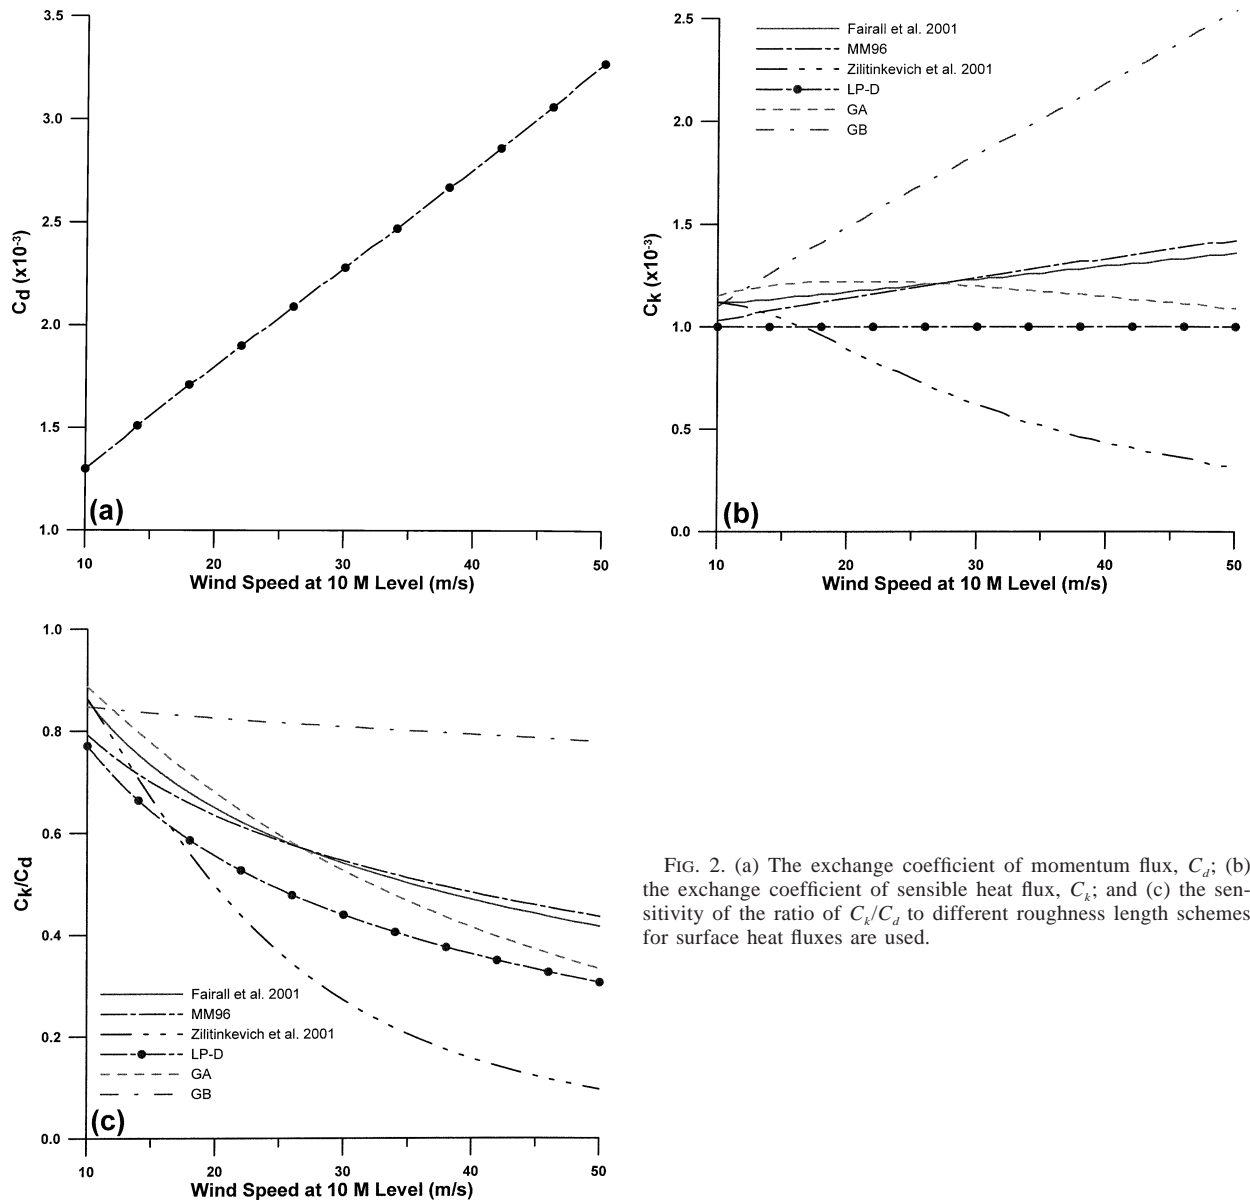 3.5
3.0
2.5
2.0
1.5
1.0
Cd (x10-3)
(a)
10 20 30 40 50
Wind Speed at 10 M Level (m/s)
2.5
2.0
1.5
1.0
0.5
0.0
Ck (x10-3)
Fairall et al. 2001
MM96
Zilitinkevich et al. 2001
LP-D
GA
GB
(b)
10 20 30 40 50
Wind Speed at 10 M Level (m/s)
1.0
0.8
0.6
0.4
0.2
0.0
Ck/Cd
Fairall et al. 2001
MM96
Zilitinkevich et al. 2001
LP-D
GA
GB
(c)
10 20 30 40 50
Wind Speed at 10 M Level (m/s)
FIG. 2. (a) The exchange coefficient of momentum flux, Cd; (b)
the exchange coefficient of sensible heat flux, Ck; and (c) the sen-
sitivity of the ratio of Ck/Cd to different roughness length schemes
for surface heat fluxes are used.